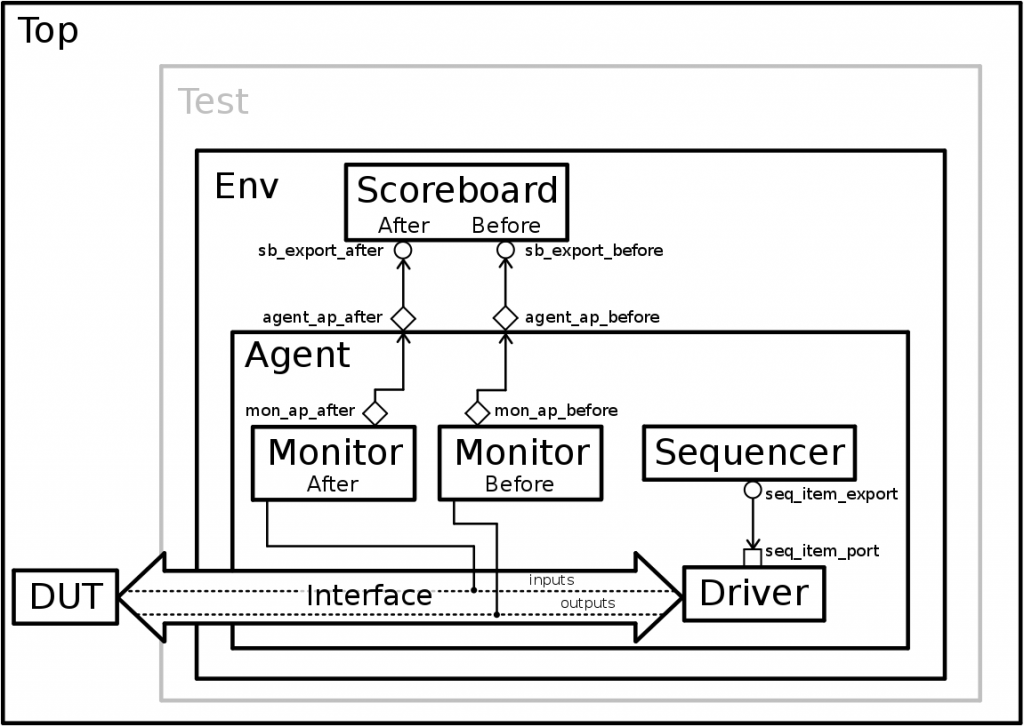 Top
Test
Env
Scoreboard
After Before
sb_export_after sb_export_before
agent_ap_after agent_ap_before
Agent
mon_ap_after mon_ap_before
Monitor Monitor Sequencer
After Before
seq_item_export
seq_item_port
inputs
DUT Interface Driver
outputs